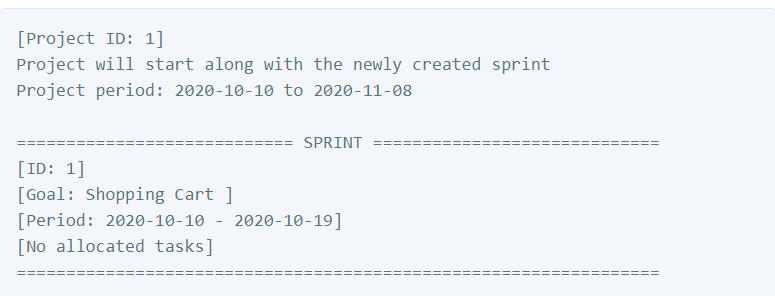 [Project ID: 1]
Project will start along with the newly created sprint
Project period: 2020-10-10 to 2020-11-08
============================ SPRINT =============================
[ID: 1]
[Goal: Shopping Cart ]
[Period: 2020-10-10 - 2020-10-19]
[No allocated tasks]
=================================================================